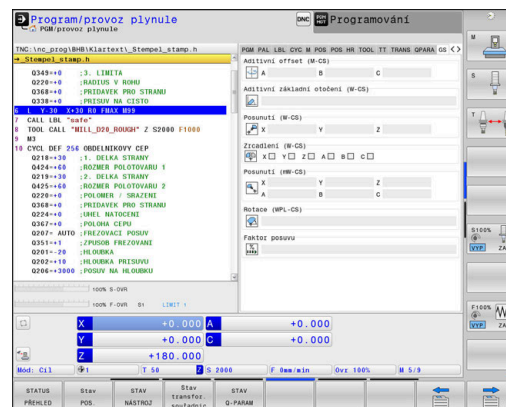 Program/provoz plynule
PGM/provoz plynule
DNC
Programování
TNC:\nc_prog\BHB\Klartext\_Stempel_stamp.h
→_Stempel_stamp.h
Q349=+0 ;3. LIMITA
Q220=+0 ;RADIUS V ROHU
Q368=+0 ;PRIDAVEK PRO STRANU
Q338=+0 ;PRISUV NA CISTO
6 L Y-30 X+30 R0 FMAX M99
7 CALL LBL "safe"
8 TOOL CALL "MILL_D20_ROUGH" Z S2000 F1000
9 M3
10 CYCL DEF 256 OBDELNIKOVY CEP
Q218=+30 ;1. DELKA STRANY
Q424=+60 ;ROZMER POLOTOVARU 1
Q219=+30 ;2. DELKA STRANY
Q425=+60 ;ROZMER POLOTOVARU 2
Q220=+0 ;POLOMER / SRAZENI
Q368=+0 ;PRIDAVEK PRO STRANU
Q224=+0 ;UHEL NATOCENI
Q367=+0 ;POLOHA CEPU
Q207= AUTO ;FREZOVACI POSUV
Q351=+1 ;ZPUSOB FREZOVANI
Q201=-20 ;HLOUBKA
Q202=+10 ;HLOUBKA PRISUVU
Q206=+3000 ;POSUV NA HLOUBKU
100% S-OVR
100% F-OVR S1 LIMIT 1
PGM PAL LBL CYC M POS POS HR TOOL TT TRANS QPARA GS
Aditivní offset (M-CS)
A B C
Aditivní základní otočení (M-CS)
Posunutí (W-CS)
X Y Z
Zrcadlení (W-CS)
X Y Z A B C
Posunutí (mW-CS)
X Y Z
A B C
Rotace (WPL-CS)
Faktor posuvu
%
X +0.000 A +0.000
Y +0.000 C +0.000
Z +180.000
Mód: Cíl 1 T 50 Z S 2000 F 0mm/min Ovr 100% M 5/9
STATUS PŘEHLED
Stav POS.
STAV NÁSTROJ
Stav transfor.
STAV Q-PARAM
M
S
T
S100%
VYP ZA
F100%
VYP ZA